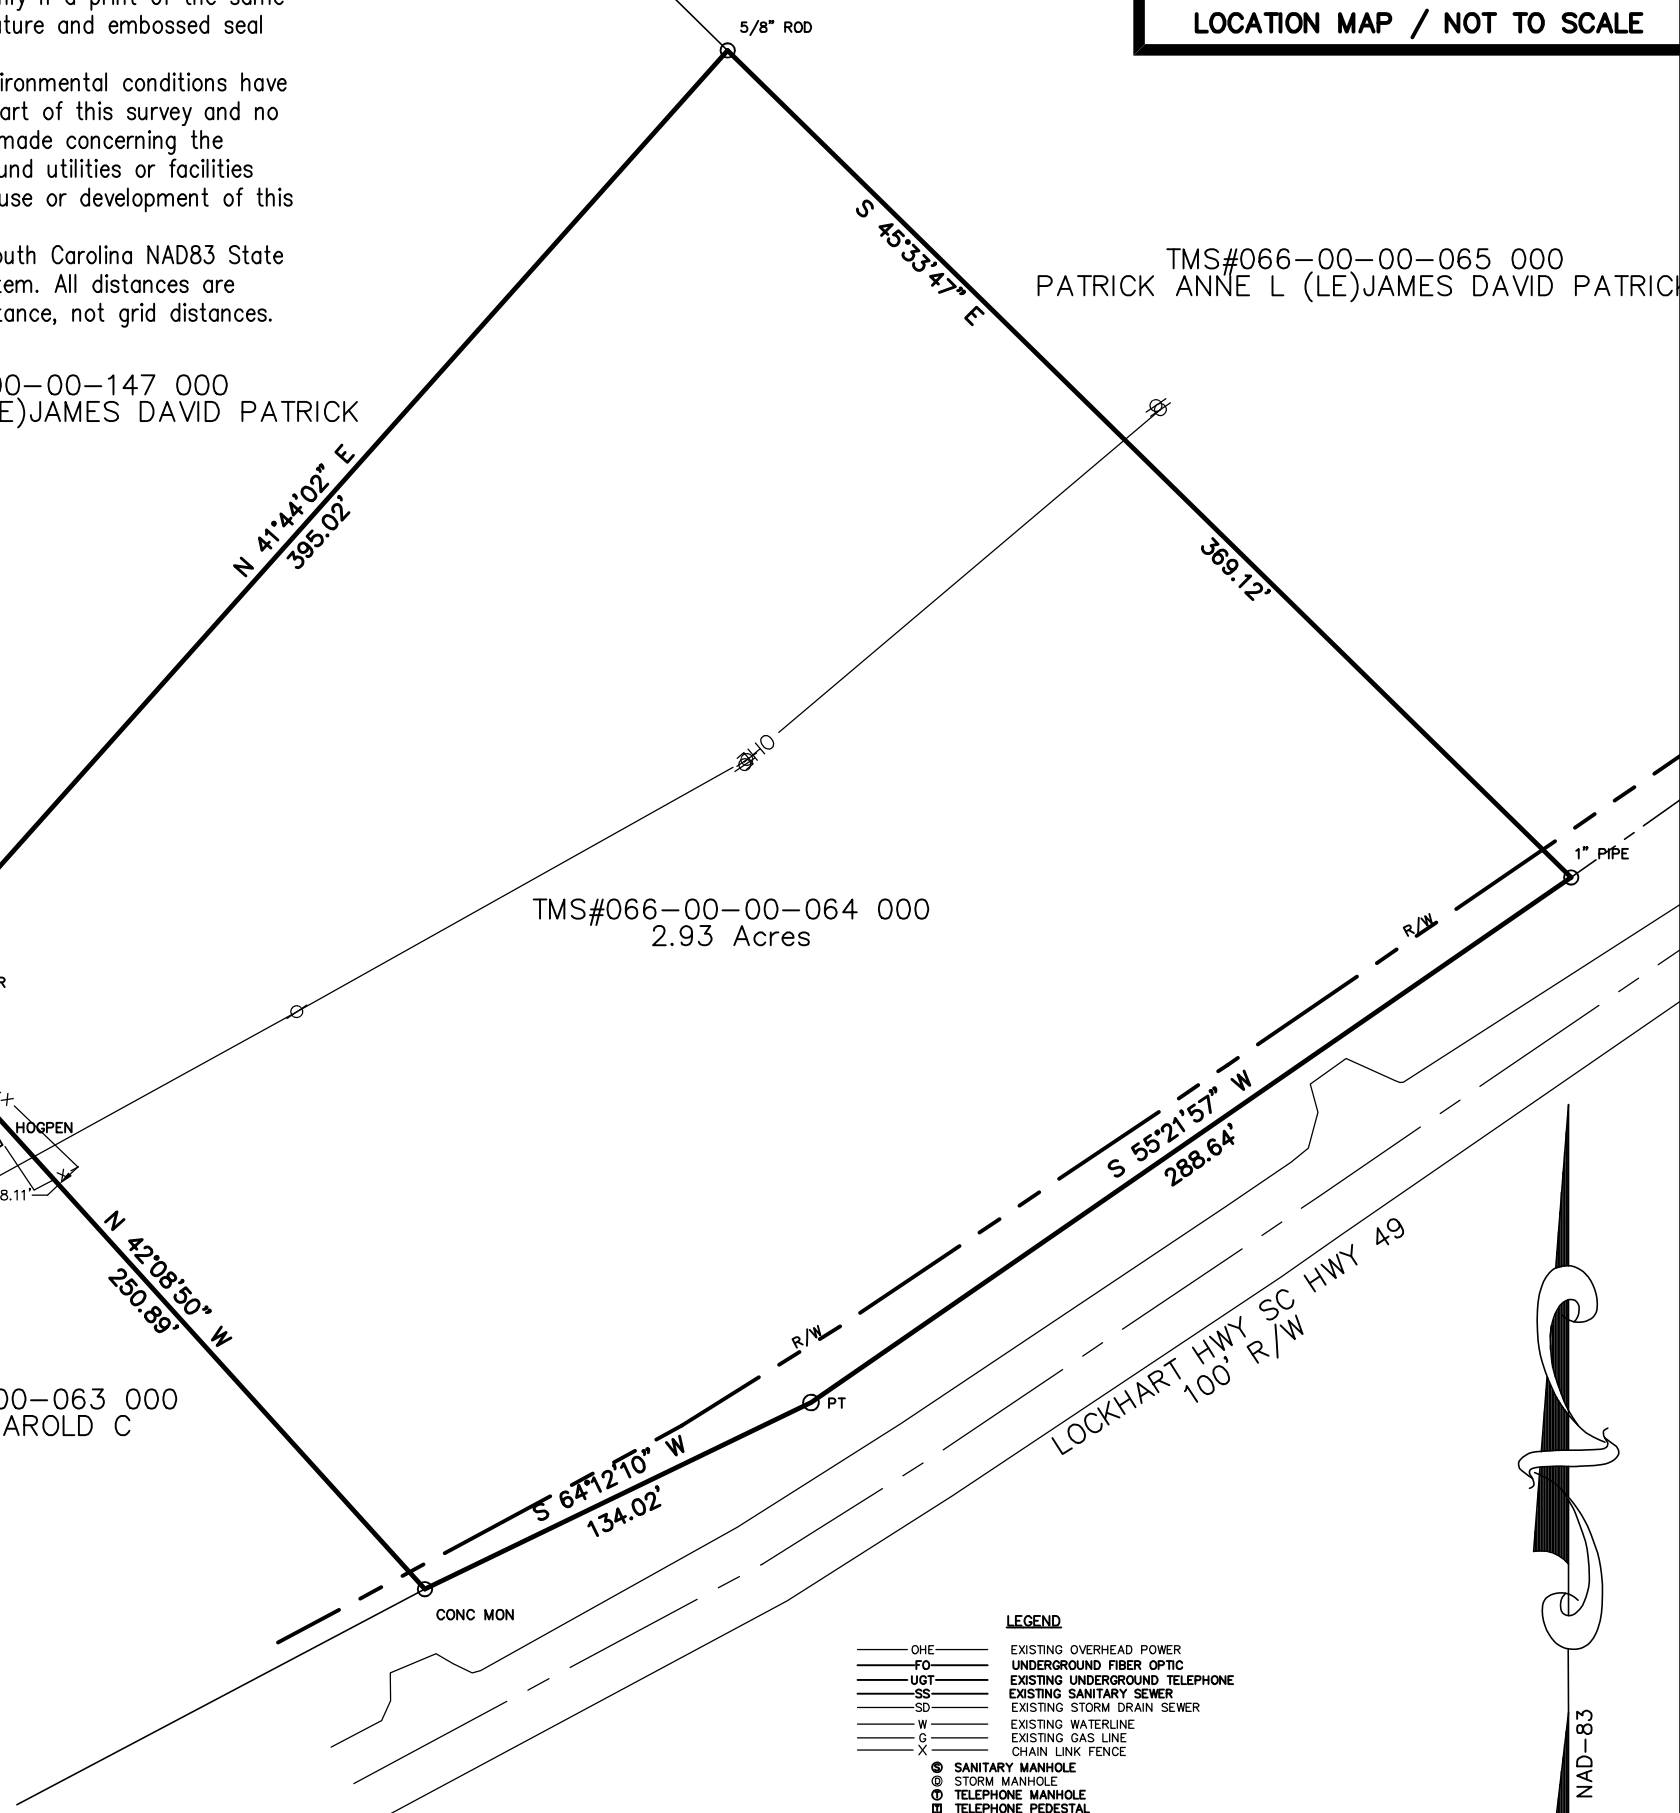 ature and embossed seal
ironmental conditions have
art of this survey and no
made concerning the
und utilities or facilities
use or development of this
outh Carolina NAD83 State
tem. All distances are
tance, not grid distances.
00-00-147 000
E)JAMES DAVID PATRICK
5/8" ROD
LOCATION MAP / NOT TO SCALE
S 45°33'47" E
369.12'
TMS#066-00-00-065 000
PATRICK ANNE L (LE)JAMES DAVID PATRICK
N 41°44'02" E
395.02'
OHO
TMS#066-00-00-064 000
2.93 Acres
1" PIPE
R/W
S 55°21'57" W
288.64'
R
X
HOGPEN
X
8.11'
N 42°08'50" W
250.89'
00-063 000
AROLD C
R/W
PT
S 64°12'10" W
134.02'
CONC MON
LOCKHART HWY SC HWY 49
100' R/W
LEGEND
OHE EXISTING OVERHEAD POWER
FO UNDERGROUND FIBER OPTIC
UGT EXISTING UNDERGROUND TELEPHONE
SS EXISTING SANITARY SEWER
SD EXISTING STORM DRAIN SEWER
W EXISTING WATERLINE
G EXISTING GAS LINE
X CHAIN LINK FENCE
S SANITARY MANHOLE
D STORM MANHOLE
T TELEPHONE MANHOLE
T TELEPHONE PEDESTAL
NAD-83